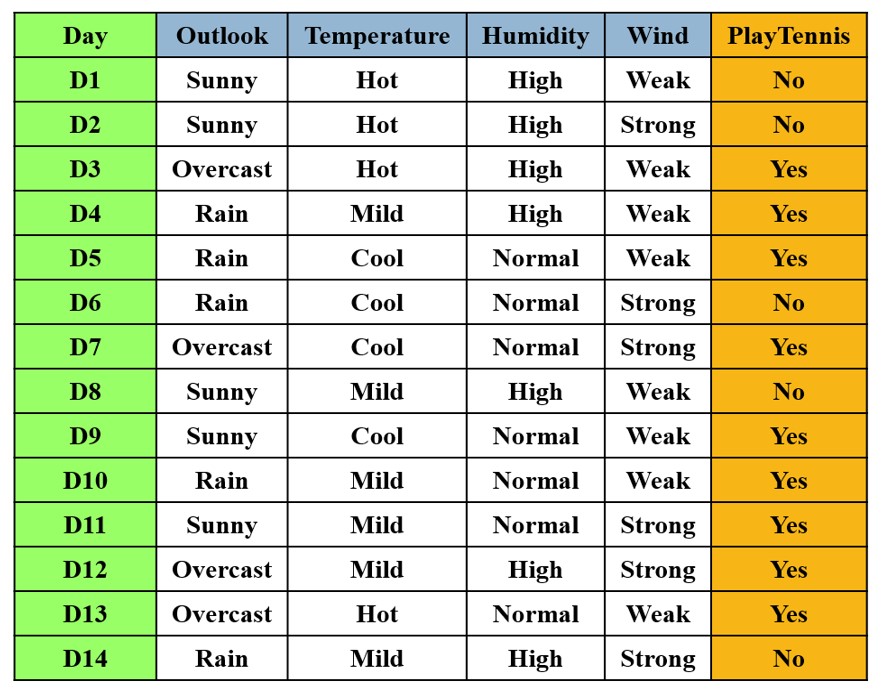 Day Outlook Temperature Humidity Wind PlayTennis
D1 Sunny Hot High Weak No
D2 Sunny Hot High Strong No
D3 Overcast Hot High Weak Yes
D4 Rain Mild High Weak Yes
D5 Rain Cool Normal Weak Yes
D6 Rain Cool Normal Strong No
D7 Overcast Cool Normal Strong Yes
D8 Sunny Mild High Weak No
D9 Sunny Cool Normal Weak Yes
D10 Rain Mild Normal Weak Yes
D11 Sunny Mild Normal Strong Yes
D12 Overcast Mild High Strong Yes
D13 Overcast Hot Normal Weak Yes
D14 Rain Mild High Strong No